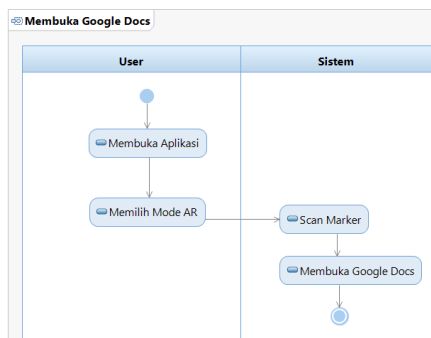 Membuka Google Docs
User
Sistem
Membuka Aplikasi
Memilih Mode AR
Scan Marker
Membuka Google Docs